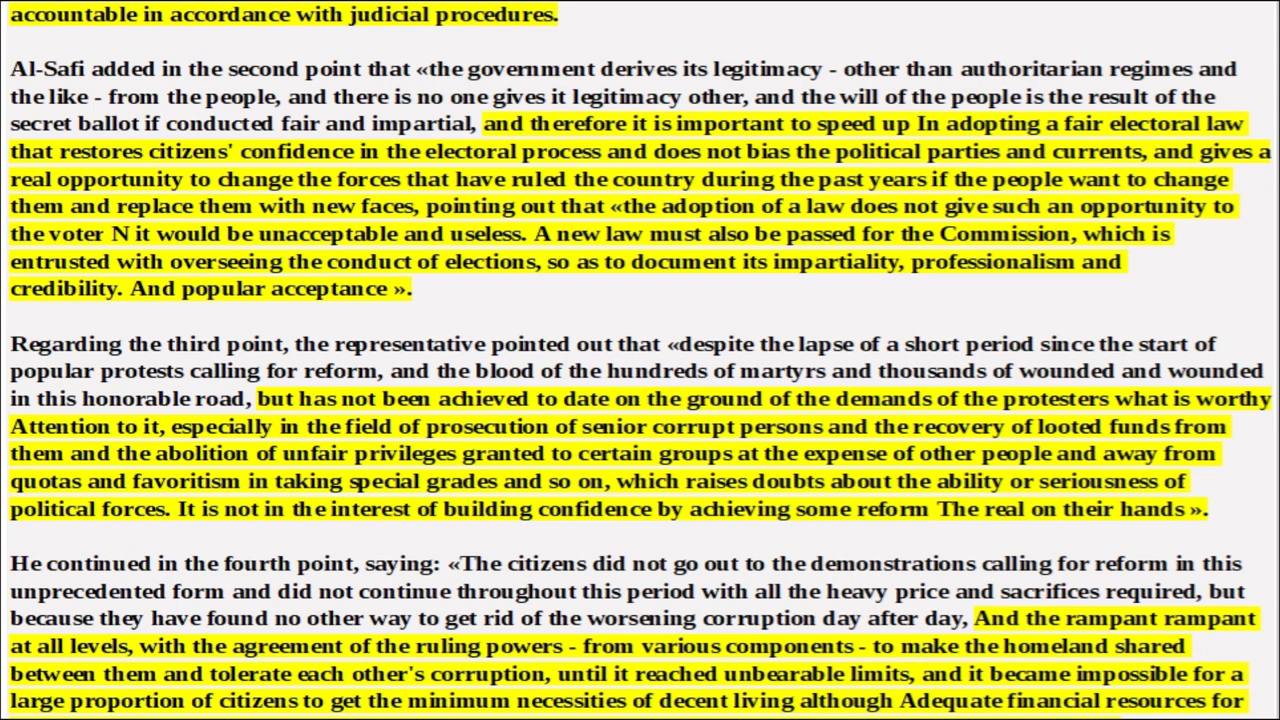 accountable in accordance with judicial procedures.
Al-Safi added in the second point that «the government derives its legitimacy - other than authoritarian regimes and
the like - from the people, and there is no one gives it legitimacy other, and the will of the people is the result of the
secret ballot if conducted fair and impartial, and therefore it is important to speed up In adopting a fair electoral law
that restores citizens' confidence in the electoral process and does not bias the political parties and currents, and gives a
real opportunity to change the forces that have ruled the country during the past years if the people want to change
them and replace them with new faces, pointing out that «the adoption of a law does not give such an opportunity to
the voter N it would be unacceptable and useless. A new law must also be passed for the Commission, which is
entrusted with overseeing the conduct of elections, so as to document its impartiality, professionalism and
credibility. And popular acceptance ».
Regarding the third point, the representative pointed out that «despite the lapse of a short period since the start of
popular protests calling for reform, and the blood of the hundreds of martyrs and thousands of wounded and wounded
in this honorable road, but has not been achieved to date on the ground of the demands of the protesters what is worthy
Attention to it, especially in the field of prosecution of senior corrupt persons and the recovery of looted funds from
them and the abolition of unfair privileges granted to certain groups at the expense of other people and away from
quotas and favoritism in taking special grades and so on, which raises doubts about the ability or seriousness of
political forces. It is not in the interest of building confidence by achieving some reform The real on their hands ».
He continued in the fourth point, saying: «The citizens did not go out to the demonstrations calling for reform in this
unprecedented form and did not continue throughout this period with all the heavy price and sacrifices required, but
because they have found no other way to get rid of the worsening corruption day after day, And the rampant rampant
at all levels, with the agreement of the ruling powers - from various components - to make the homeland shared
between them and tolerate each other's corruption, until it reached unbearable limits, and it became impossible for a
large proportion of citizens to get the minimum necessities of decent living although Adequate financial resources for